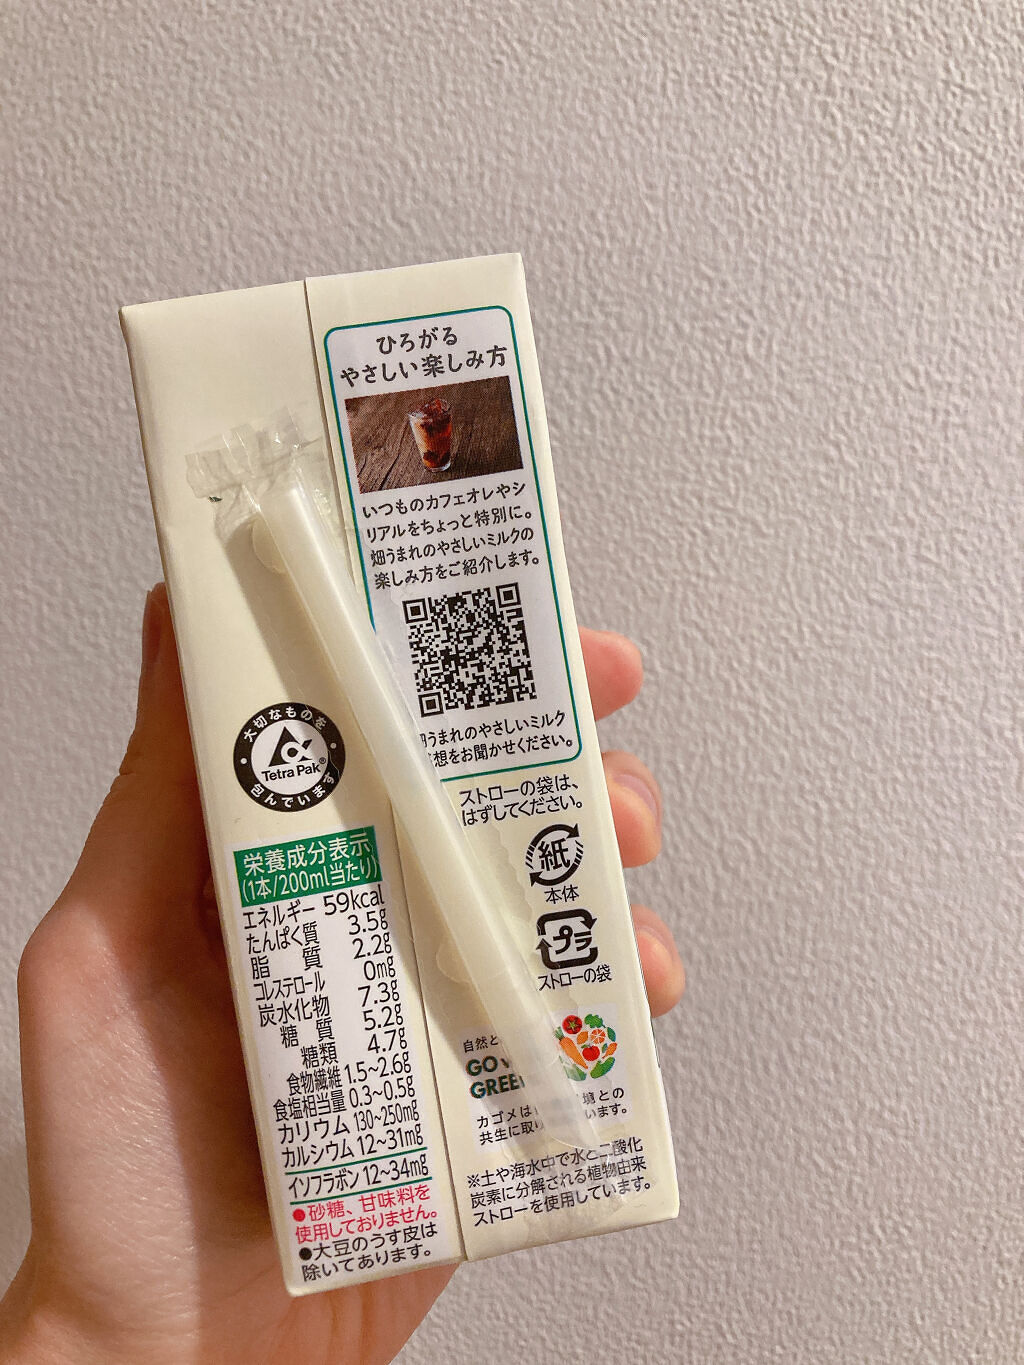 ひろがる
やさしい楽しみ方
いつものカフェオレやシ
リアルをちょっと特別に。
畑うまれのやさしいミルクの
楽しみ方をご紹介します。
うまれのやさしいミルク
想をお聞かせください。
大切なものを
Tetra Pak®
包んでいます
ストローの袋は、
はずしてください。
紙
本体
プラ
ストローの袋
栄養成分表示
(1本/200ml当たり)
エネルギー 59kcal
たんぱく質 3.5g
脂質 2.2g
コレステロール 0mg
炭水化物 7.3g
糖質 5.2g
糖類 4.7g
食物繊維 1.5~2.6g
食塩相当量 0.3~0.5g
カリウム 130~250mg
カルシウム 12~31mg
イソフラボン 12~34mg
●砂糖、甘味料を
使用しておりません。
●大豆のうす皮は
除いてあります。
自然と
GO
GREE
カゴメは 境との
共生に取り います。
※土や海水中で水と二酸化
炭素に分解される植物由来
ストローを使用しています。